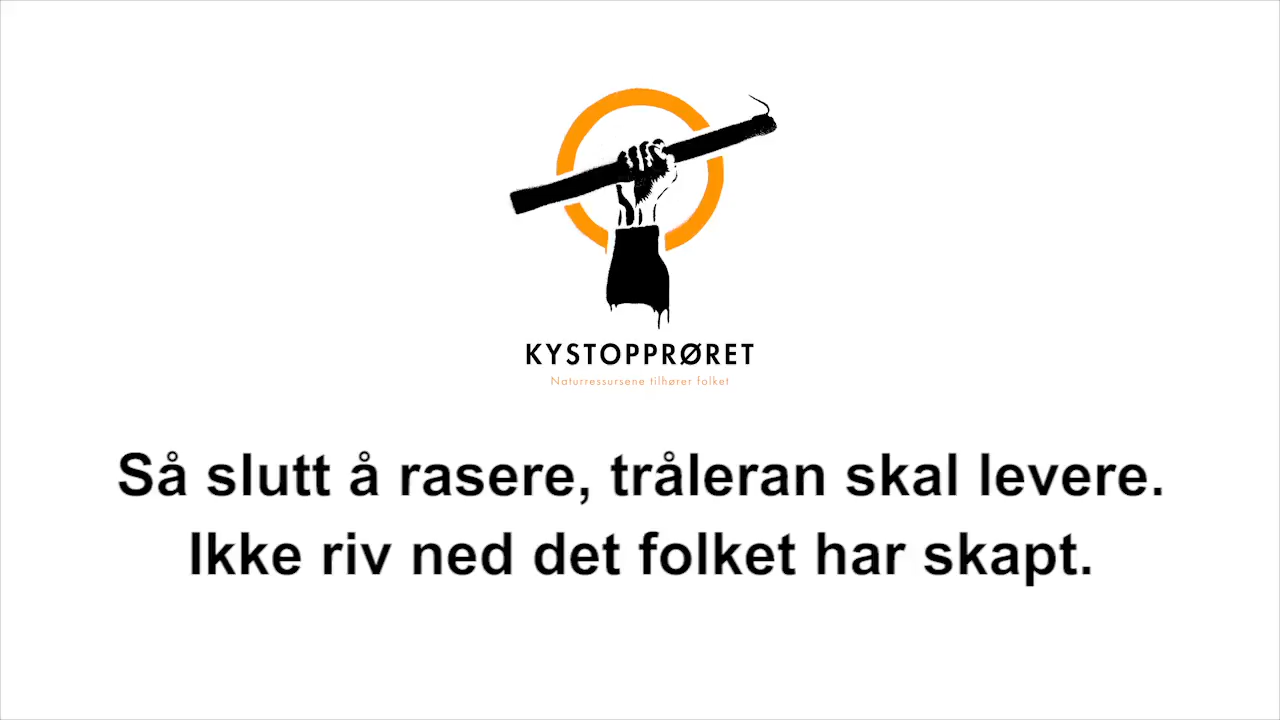 KYSTOPPRØRET
Naturressursene tilhører folket
Så slutt å rasere, tråleran skal levere.
Ikke riv ned det folket har skapt.